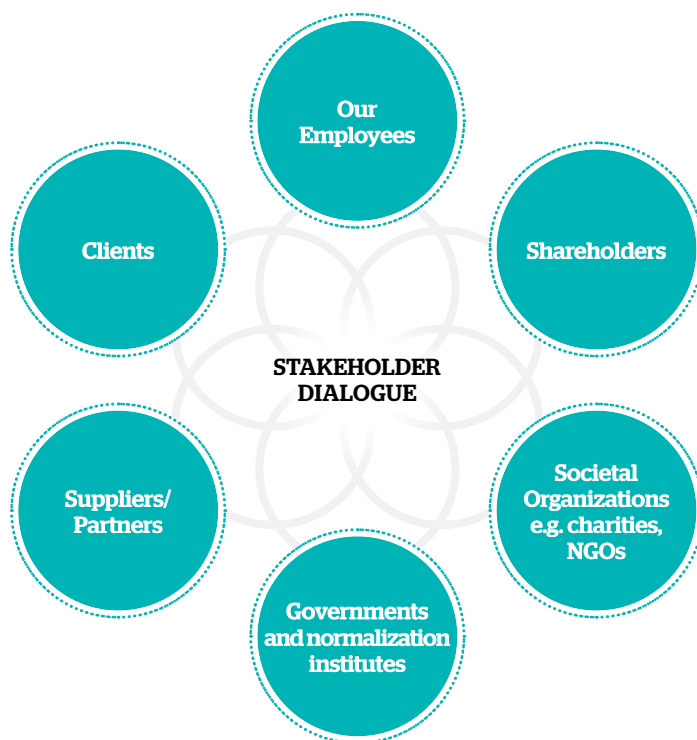 Our
Employees
Clients
Shareholders
STAKEHOLDER
DIALOGUE
Suppliers/
Partners
Societal
Organizations
e.g. charities,
NGOs
Governments
and normalization
institutes